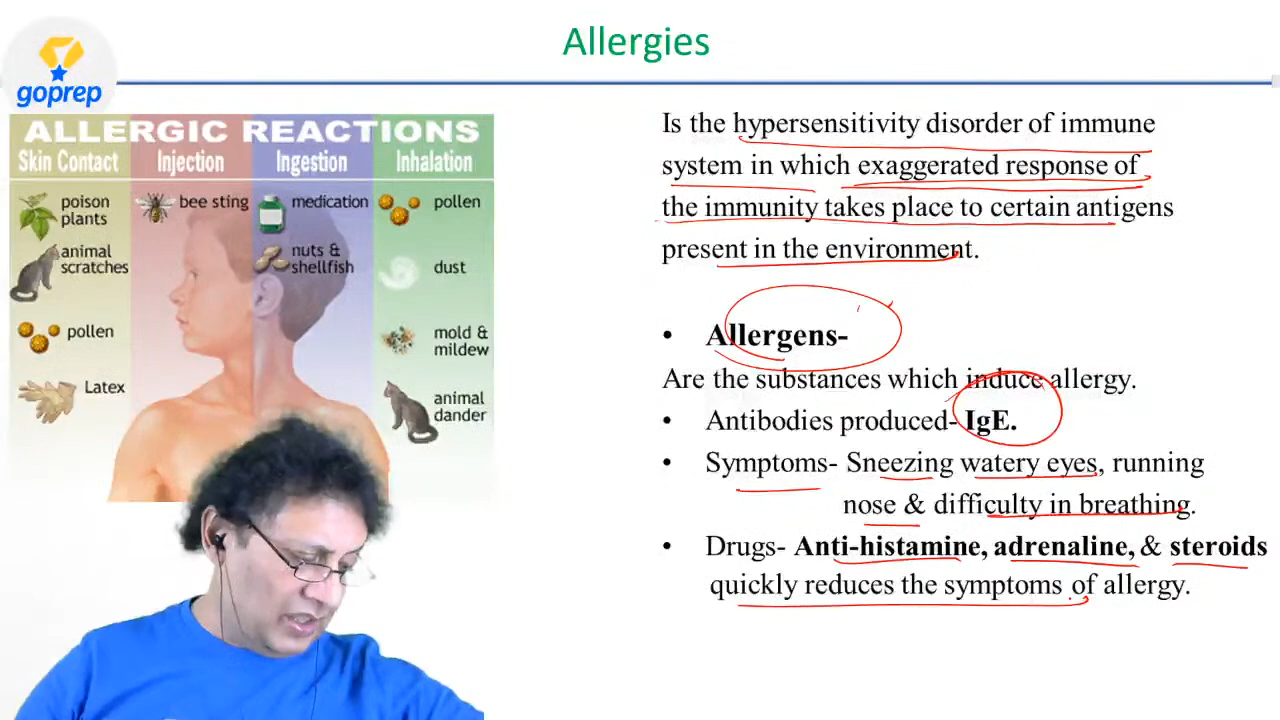 Allergies
goprep
ALLERGIC REACTIONS
Skin Contact Injection Ingestion Inhalation
poison
plants
bee sting
medication
pollen
animal
scratches
nuts &
shellfish
dust
pollen
mold &
mildew
Latex
animal
dander
Is the hypersensitivity disorder of immune
system in which exaggerated response of
the immunity takes place to certain antigens
present in the environment.
• Allergens-
Are the substances which induce allergy.
• Antibodies produced- IgE.
• Symptoms- Sneezing watery eyes, running
nose & difficulty in breathing.
• Drugs- Anti-histamine, adrenaline, & steroids
quickly reduces the symptoms of allergy.